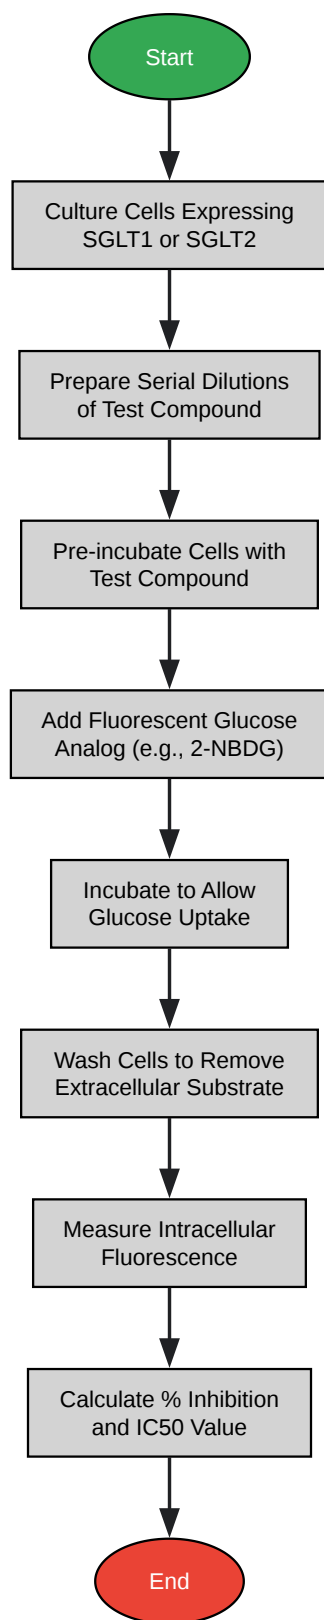 Start
Culture Cells Expressing
SGLT1 or SGLT2
Prepare Serial Dilutions
of Test Compound
Pre-incubate Cells with
Test Compound
Add Fluorescent Glucose
Analog (e.g., 2-NBDG)
Incubate to Allow
Glucose Uptake
Wash Cells to Remove
Extracellular Substrate
Measure Intracellular
Fluorescence
Calculate % Inhibition
and IC50 Value
End